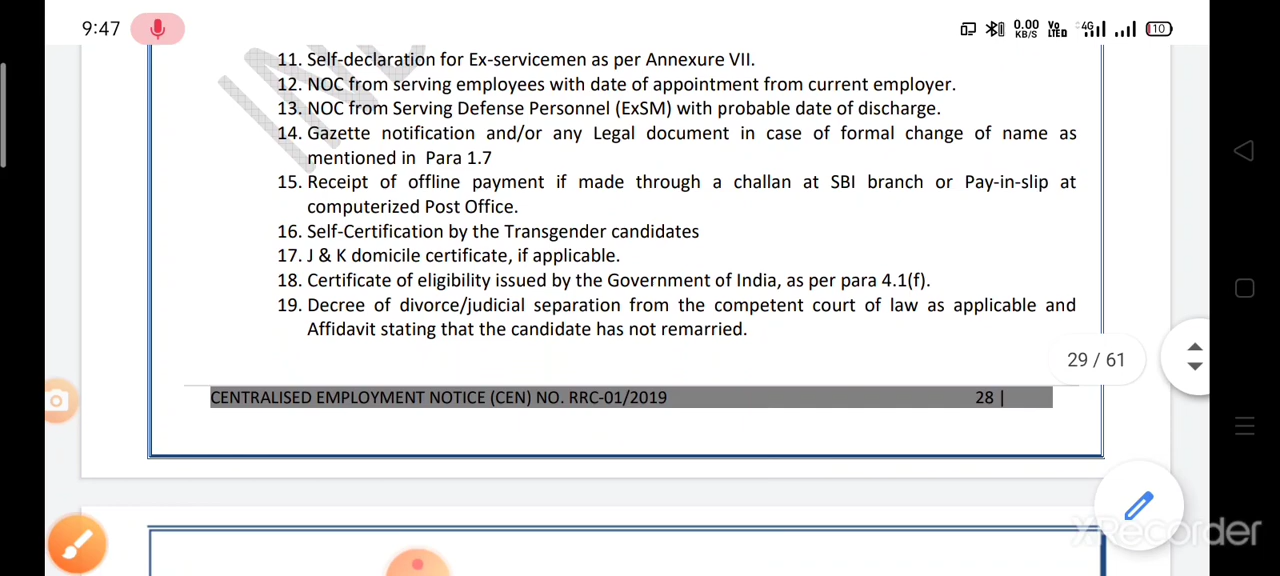 9:47
0.00 KB/S
Vo LTED
4G
10
11. Self-declaration for Ex-servicemen as per Annexure VII.
12. NOC from serving employees with date of appointment from current employer.
13. NOC from Serving Defense Personnel (ExSM) with probable date of discharge.
14. Gazette notification and/or any Legal document in case of formal change of name as
mentioned in Para 1.7
15. Receipt of offline payment if made through a challan at SBI branch or Pay-in-slip at
computerized Post Office.
16. Self-Certification by the Transgender candidates
17. J & K domicile certificate, if applicable.
18. Certificate of eligibility issued by the Government of India, as per para 4.1(f).
19. Decree of divorce/judicial separation from the competent court of law as applicable and
Affidavit stating that the candidate has not remarried.
29 / 61
CENTRALISED EMPLOYMENT NOTICE (CEN) NO. RRC-01/2019 28 |
XRecorder